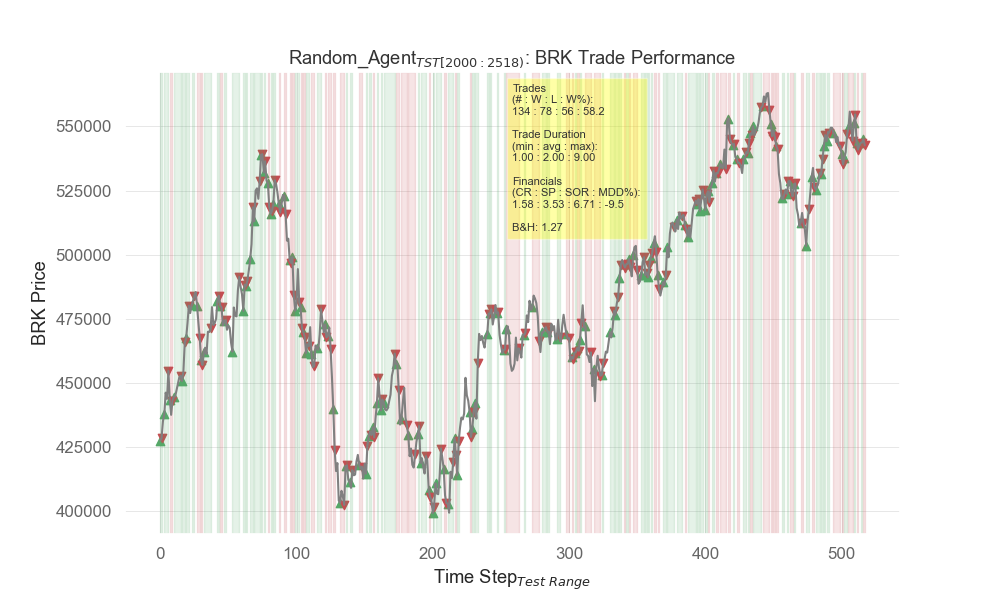 Random_Agent TST[2000:2518]: BRK Trade Performance
Trades
(# : W : L : W%):
134 : 78 : 56 : 58.2
Trade Duration
(min : avg : max):
1.00 : 2.00 : 9.00
Financials
(CR : SP : SOR : MDD%):
1.58 : 3.53 : 6.71 : -9.5
B&H: 1.27
BRK Price
550000
525000
500000
475000
450000
425000
400000
0 100 200 300 400 500
Time Step Test Range